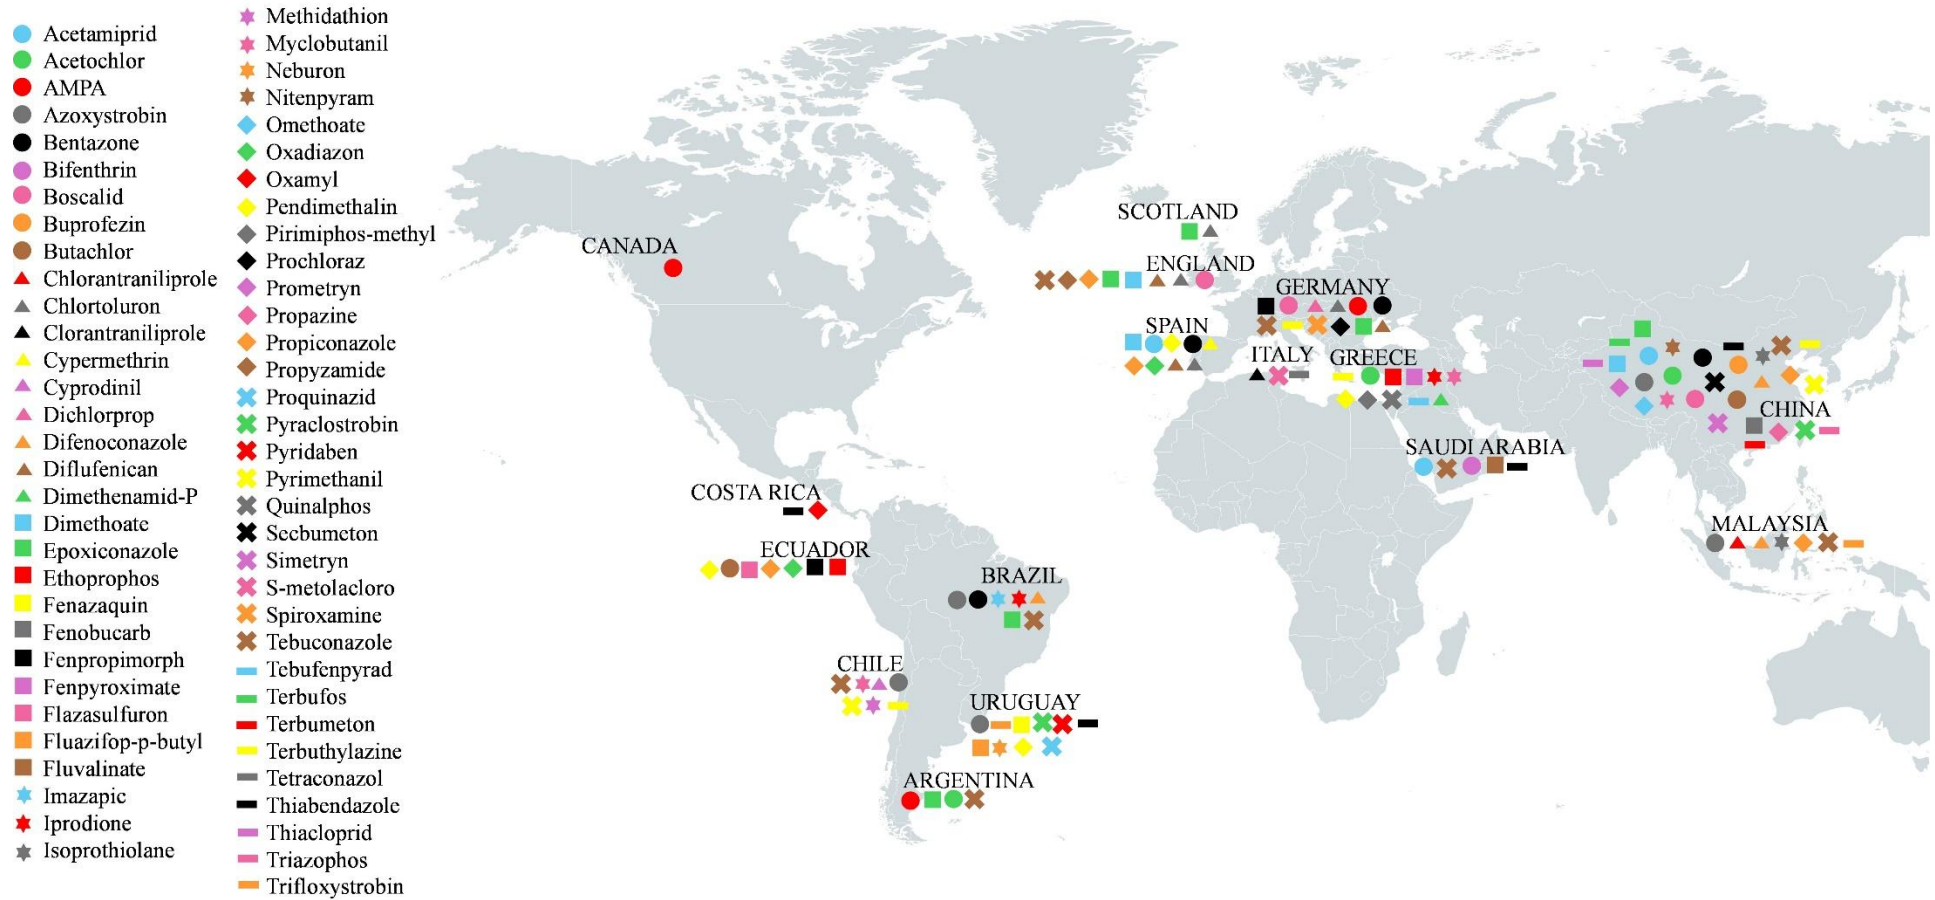 Acetamiprid
Acetochlor
AMPA
Azoxystrobin
Bentazone
Bifenthrin
Boscalid
Buprofezin
Butachlor
Chlorantraniliprole
Chlortoluron
Clorantraniliprole
Cypermethrin
Cyprodinil
Dichlorprop
Difenoconazole
Diflufenican
Dimethenamid-P
Dimethoate
Epoxiconazole
Ethoprophos
Fenazaquin
Fenobucarb
Fenpropimorph
Fenpyroximate
Flazasulfuron
Fluazifop-p-butyl
Fluvalinate
Imazapic
Iprodione
Isoprothiolane
Methidathion
Myclobutanil
Neburon
Nitenpyram
Omethoate
Oxadiazon
Oxamyl
Pendimethalin
Pirimiphos-methyl
Prochloraz
Prometryn
Propazine
Propiconazole
Propyzamide
Proquinazid
Pyraclostrobin
Pyridaben
Pyrimethanil
Quinalphos
Secbumeton
Simetryn
S-metolacloro
Spiroxamine
Tebuconazole
Tebufenpyrad
Terbufos
Terbumeton
Terbuthylazine
Tetraconazol
Thiabendazole
Thiacloprid
Triazophos
Trifloxystrobin
CANADA
SCOTLAND
ENGLAND
GERMANY
SPAIN
ITALY
GREECE
CHINA
SAUDI ARABIA
COSTA RICA
MALAYSIA
ECUADOR
BRAZIL
CHILE
URUGUAY
ARGENTINA